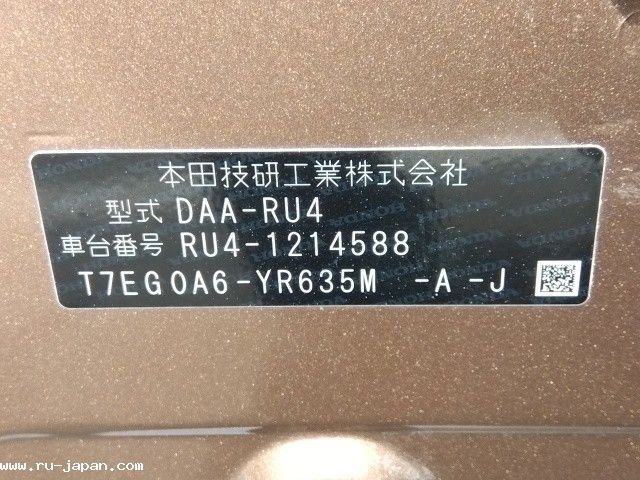 本田技研工業株式会社
型式 DAA-RU4
車台番号 RU4-1214588
T7EG0A6-YR635M -A -J
www.ru-japan.com